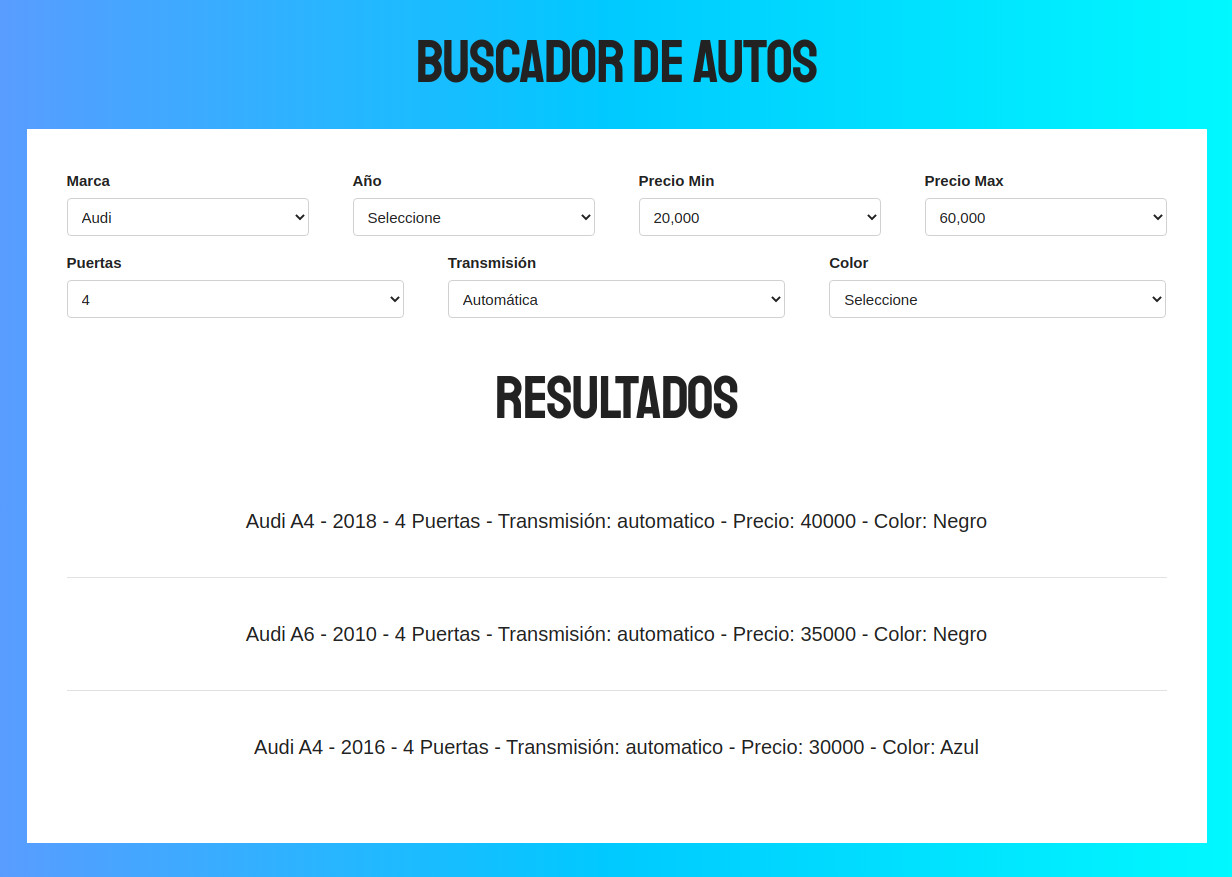 BUSCADOR DE AUTOS
Marca Año Precio Min Precio Max
Audi Seleccione 20,000 60,000
Puertas Transmisión Color
4 Automática Seleccione
RESULTADOS
Audi A4 - 2018 - 4 Puertas - Transmisión: automatico - Precio: 40000 - Color: Negro
Audi A6 - 2010 - 4 Puertas - Transmisión: automatico - Precio: 35000 - Color: Negro
Audi A4 - 2016 - 4 Puertas - Transmisión: automatico - Precio: 30000 - Color: Azul